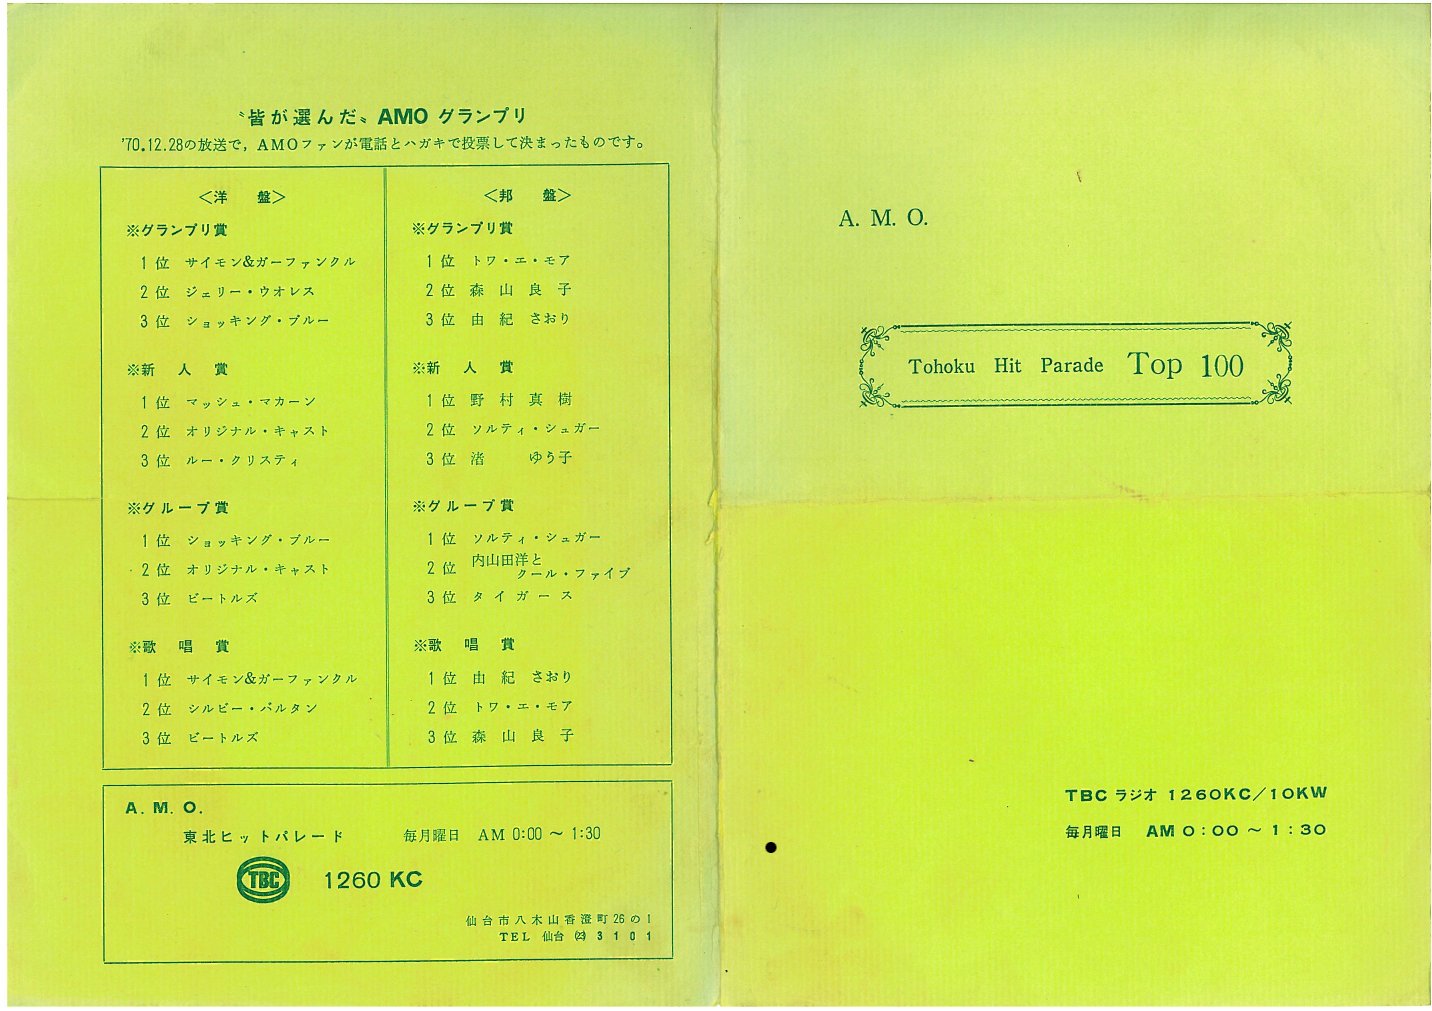 〝皆が選んだ〟AMO グランプリ
'70.12.28の放送で，AMOファンが電話とハガキで投票して決まったものです。
＜洋　盤＞
※グランプリ賞
1位 サイモン&ガーファンクル
2位 ジェリー・ウオレス
3位 ショッキング・ブルー
※新　人　賞
1位 マッシュ・マカーン
2位 オリジナル・キャスト
3位 ルー・クリスティ
※グループ賞
1位 ショッキング・ブルー
2位 オリジナル・キャスト
3位 ビートルズ
※歌　唱　賞
1位 サイモン&ガーファンクル
2位 シルビー・バルタン
3位 ビートルズ
＜邦　盤＞
※グランプリ賞
1位 トワ・エ・モア
2位 森 山 良 子
3位 由 紀 さおり
※新　人　賞
1位 野 村 真 樹
2位 ソルティ・シュガー
3位 渚　　ゆう子
※グループ賞
1位 ソルティ・シュガー
2位 内山田洋と
クール・ファイブ
3位 タ イ ガ ー ス
※歌　唱　賞
1位 由 紀 さおり
2位 トワ・エ・モア
3位 森 山 良 子
A. M. O.
東北ヒットパレード　毎月曜日 AM 0:00 ～ 1:30
TBC 1260 KC
仙台市八木山香澄町26の1
TEL 仙台 ㉓ 3101
A. M. O.
Tohoku Hit Parade Top 100
TBC ラジオ 1260KC／10KW
毎月曜日 AM 0：00 ～ 1：30